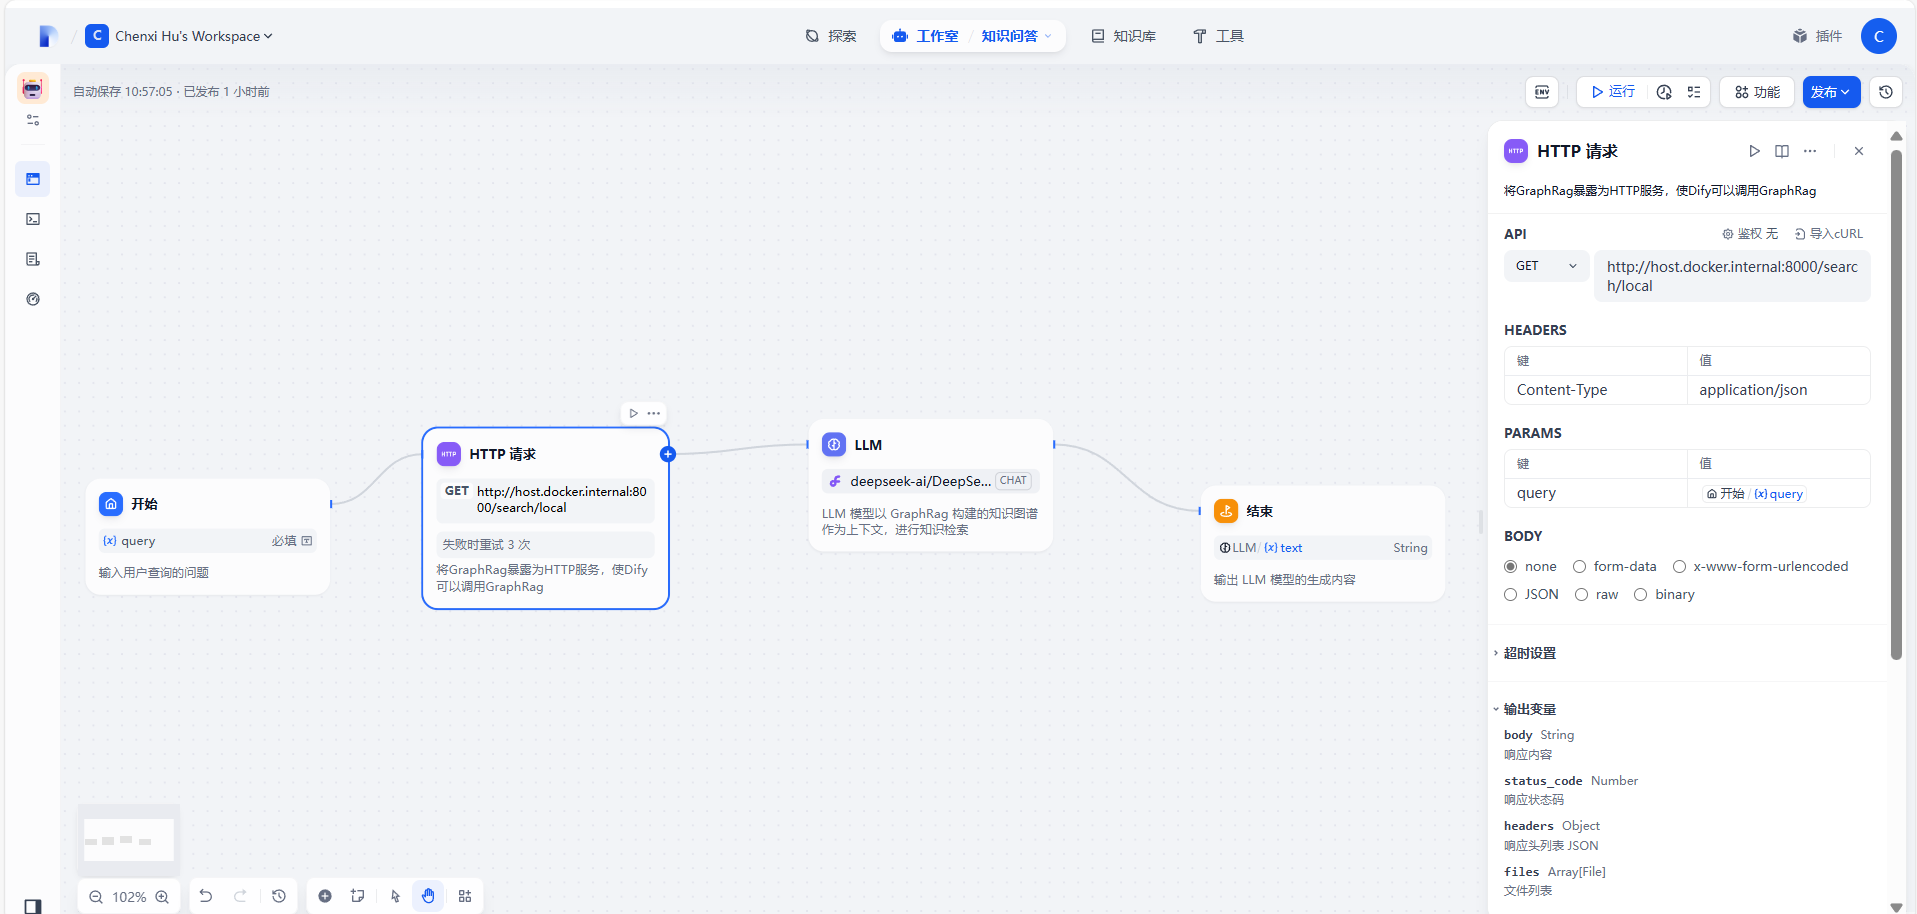 C Chenxi Hu's Workspace
探索
工作室 / 知识问答
知识库
工具
插件
C
自动保存 10:57:05 · 已发布 1 小时前
ENV
运行
功能
发布
开始
{x} query 必填
输入用户查询的问题
HTTP HTTP 请求
GET http://host.docker.internal:80
00/search/local
失败时重试 3 次
将GraphRag暴露为HTTP服务，使Dify
可以调用GraphRag
LLM
deepseek-ai/DeepSe... CHAT
LLM 模型以 GraphRag 构建的知识图谱
作为上下文，进行知识检索
结束
LLM / {x} text String
输出 LLM 模型的生成内容
102%
HTTP HTTP 请求
将GraphRag暴露为HTTP服务，使Dify可以调用GraphRag
API 鉴权 无 导入cURL
GET http://host.docker.internal:8000/searc
h/local
HEADERS
键 值
Content-Type application/json
PARAMS
键 值
query 开始 / {x} query
BODY
none form-data x-www-form-urlencoded
JSON raw binary
超时设置
输出变量
body String
响应内容
status_code Number
响应状态码
headers Object
响应头列表 JSON
files Array[File]
文件列表